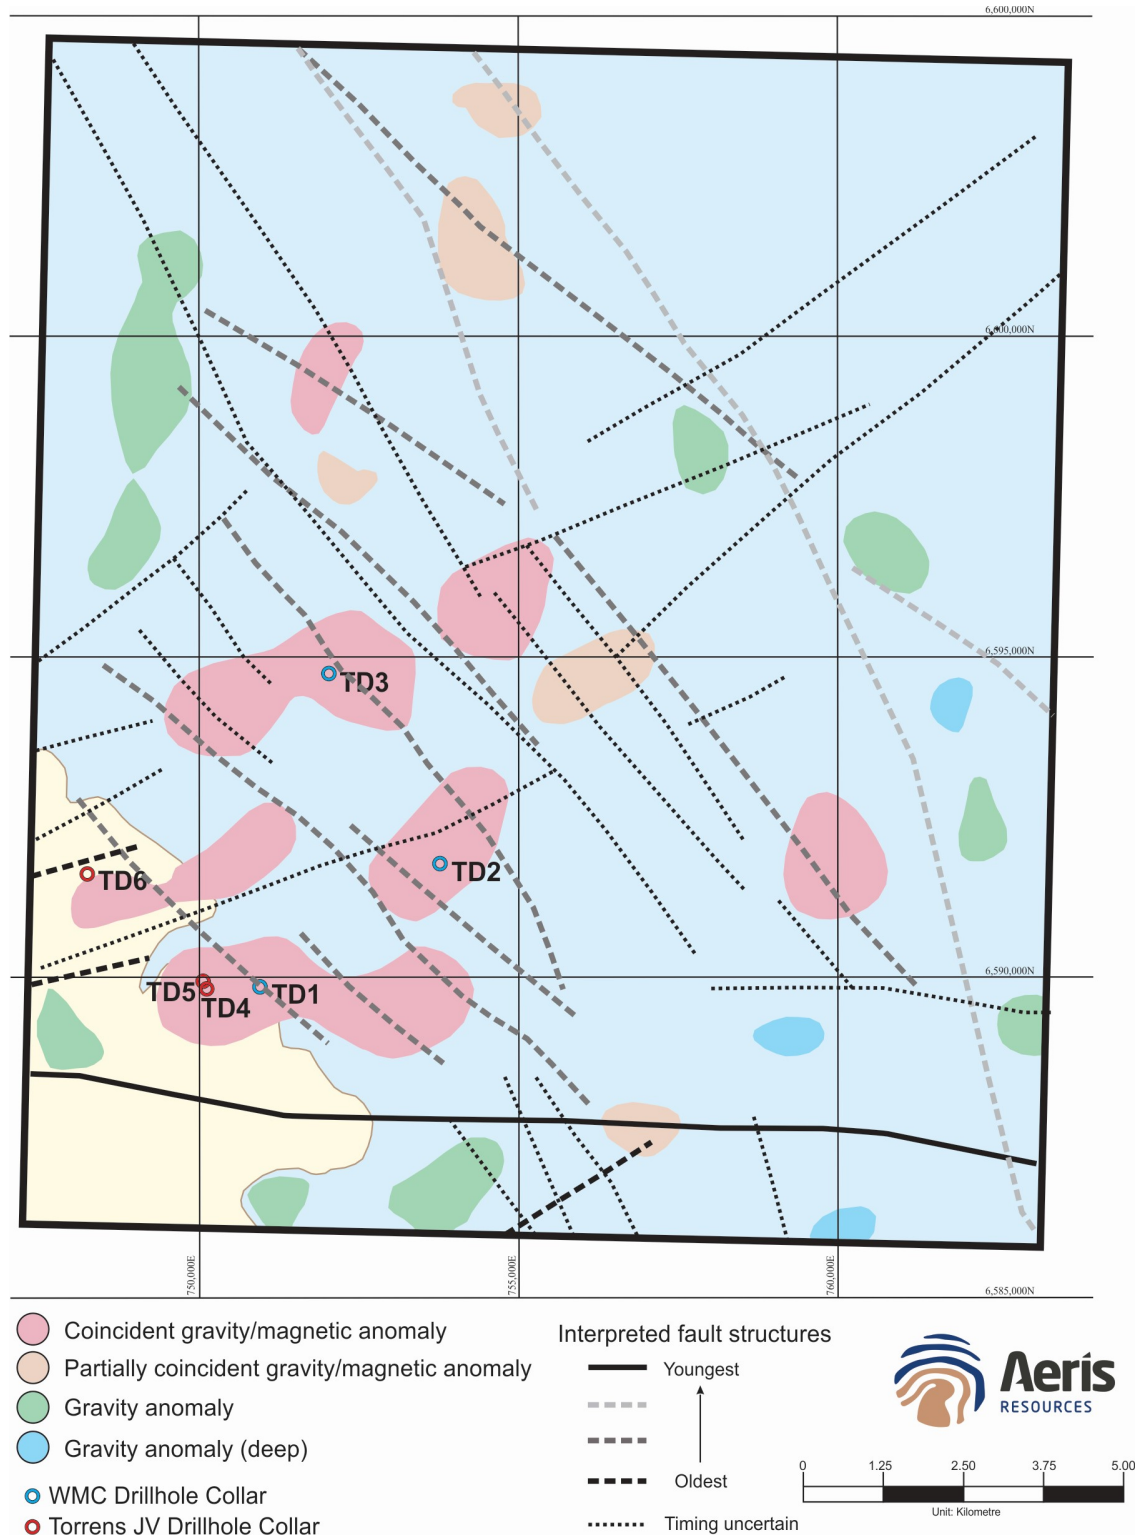 6,600,000N
6,600,000N
TD3
6,595,000N
TD2
TD6
6,590,000N
TD5
TD1
TD4
750,000E
755,000E
760,000E
6,585,000N
Coincident gravity/magnetic anomaly
Partially coincident gravity/magnetic anomaly
Gravity anomaly
Gravity anomaly (deep)
WMC Drillhole Collar
Torrens JV Drillhole Collar
Interpreted fault structures
Youngest
Oldest
Timing uncertain
Aeris
RESOURCES
0 1.25 2.50 3.75 5.00
Unit: Kilometre